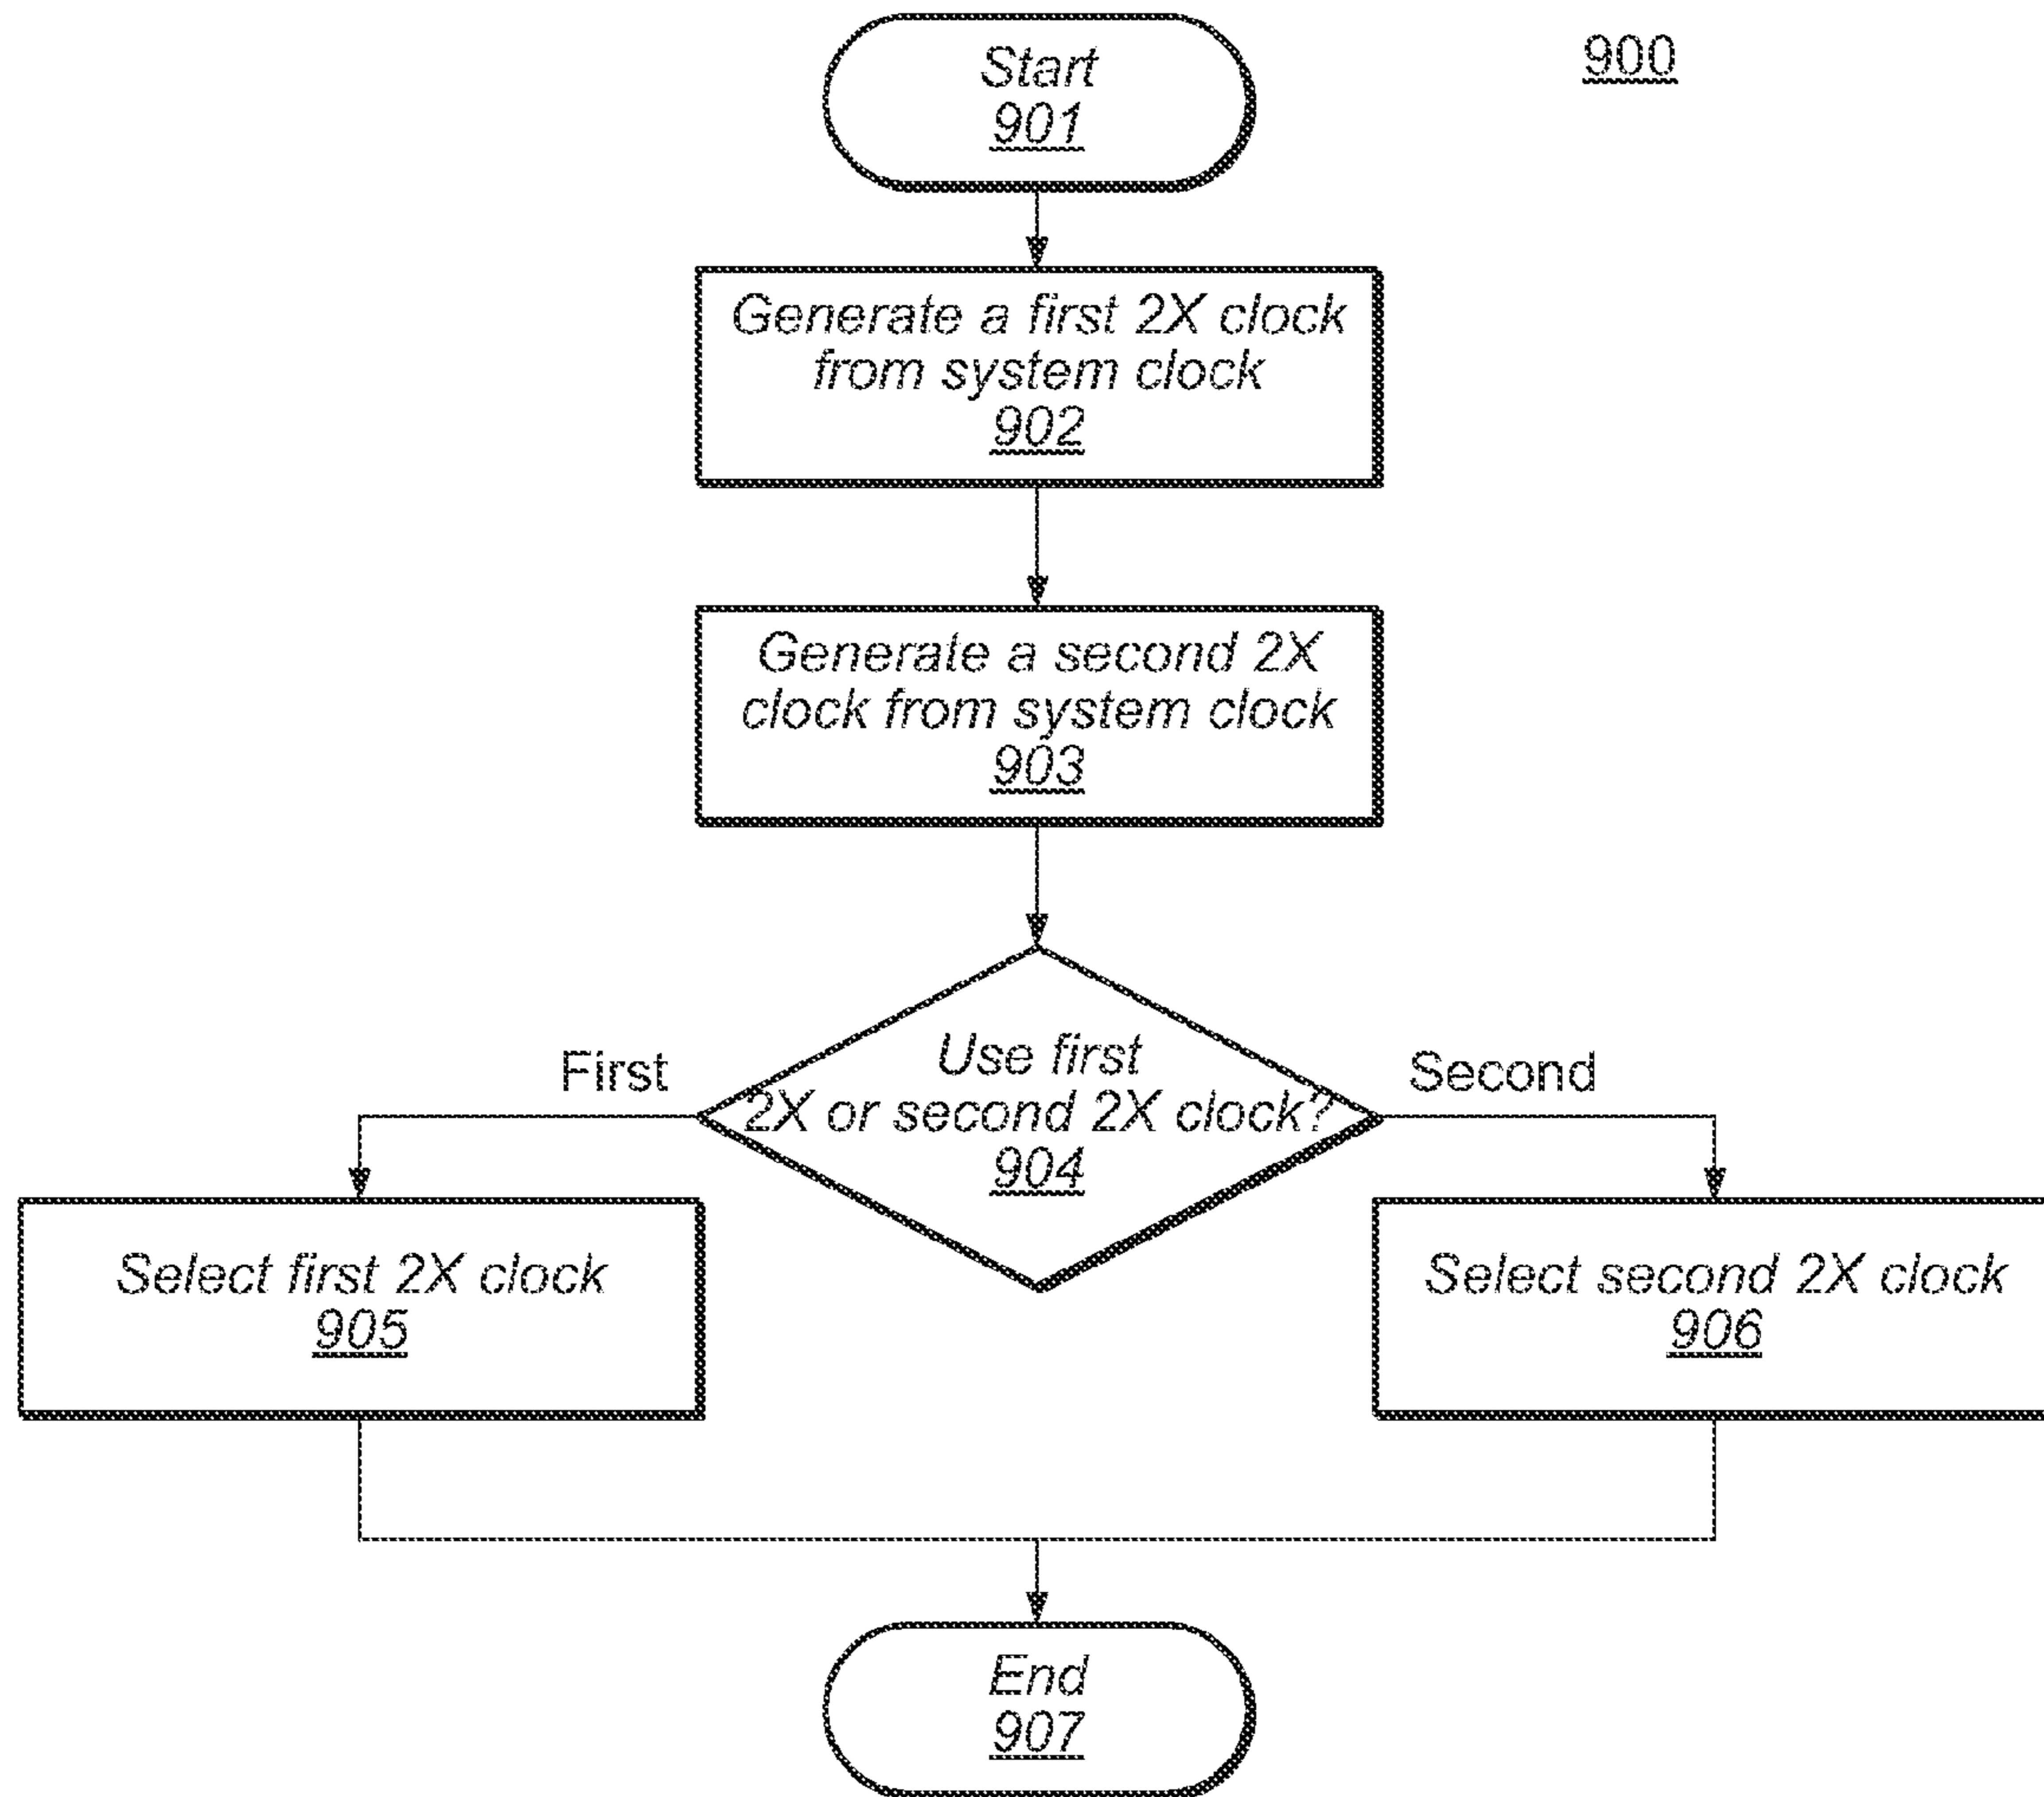 900
Start
901
Generate a first 2X clock
from system clock
902
Generate a second 2X
clock from system clock
903
Use first
2X or second 2X clock?
904
First
Second
Select first 2X clock
905
Select second 2X clock
906
End
907